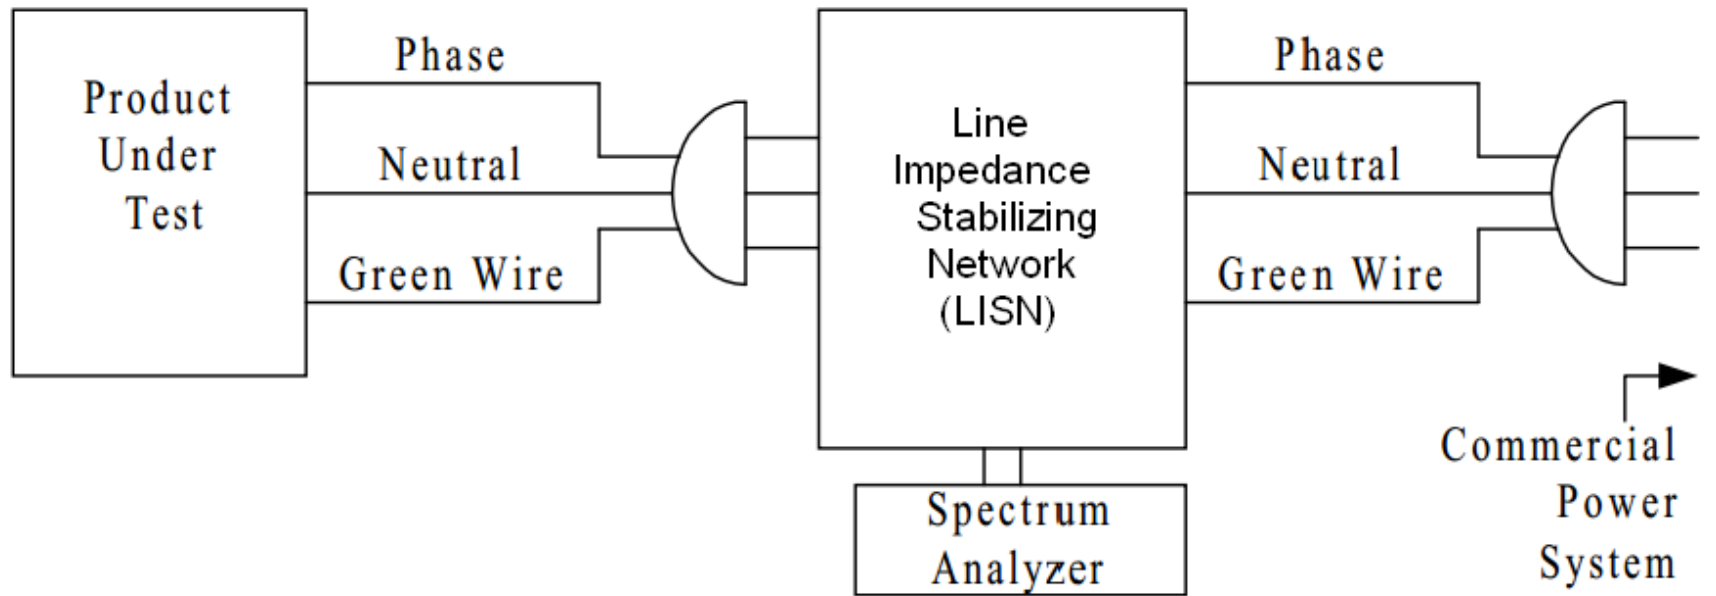 Product
Under
Test
Phase
Neutral
Green Wire
Line
Impedance
Stabilizing
Network
(LISN)
Phase
Neutral
Green Wire
Spectrum
Analyzer
Commercial
Power
System